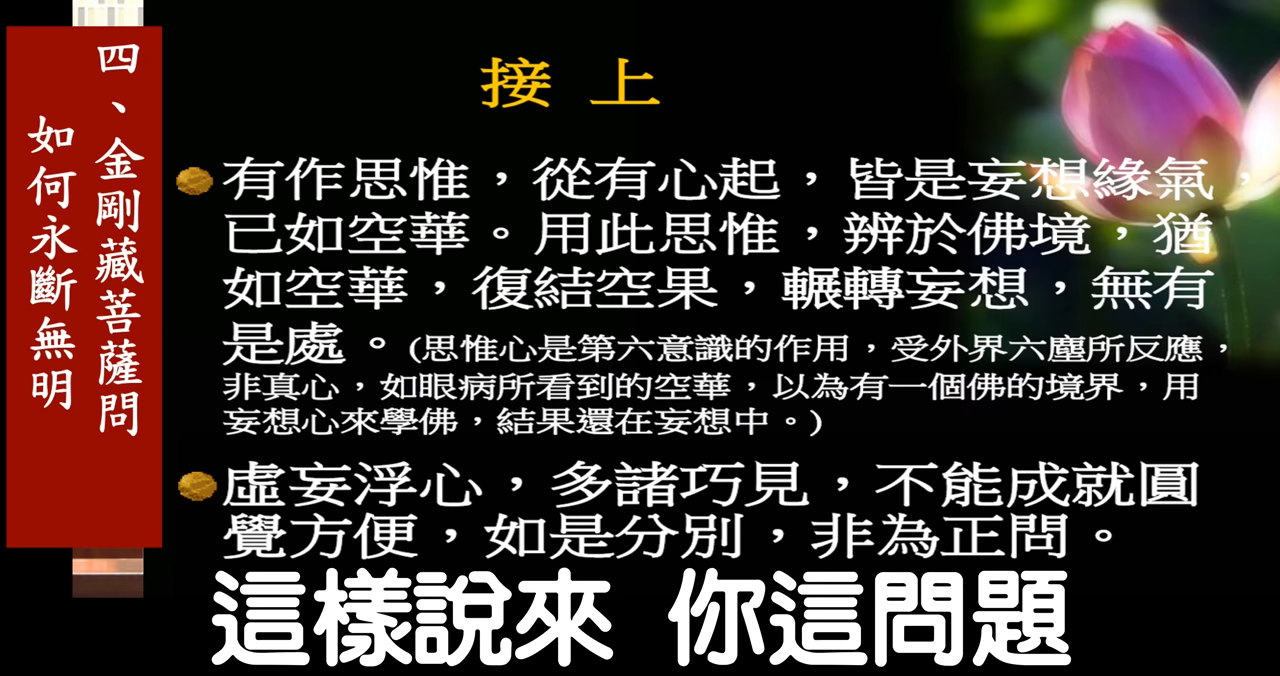 四、金剛藏菩薩問
如何永斷無明
接 上
有作思惟，從有心起，皆是妄想緣氣，
已如空華。用此思惟，辨於佛境，猶
如空華，復結空果，輾轉妄想，無有
是處。(思惟心是第六意識的作用，受外界六塵所反應，
非真心，如眼病所看到的空華，以為有一個佛的境界，用
妄想心來學佛，結果還在妄想中。)
虛妄浮心，多諸巧見，不能成就圓
覺方便，如是分別，非為正問。
這樣說來 你這問題